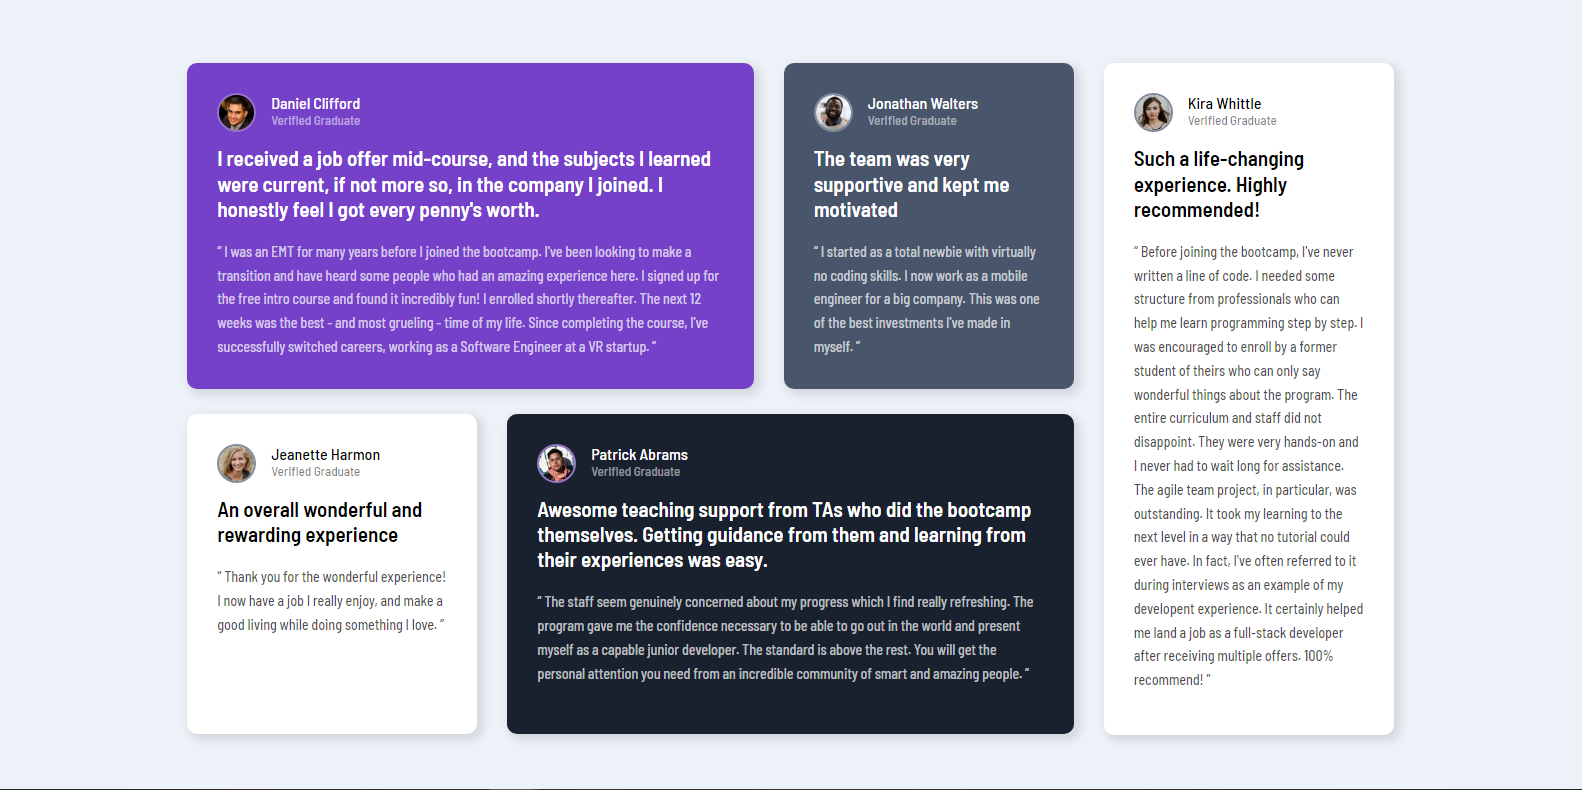 Daniel Clifford
Verified Graduate
I received a job offer mid-course, and the subjects I learned
were current, if not more so, in the company I joined. I
honestly feel I got every penny's worth.
“ I was an EMT for many years before I joined the bootcamp. I've been looking to make a
transition and have heard some people who had an amazing experience here. I signed up for
the free intro course and found it incredibly fun! I enrolled shortly thereafter. The next 12
weeks was the best - and most grueling - time of my life. Since completing the course, I've
successfully switched careers, working as a Software Engineer at a VR startup. ”
Jonathan Walters
Verified Graduate
The team was very
supportive and kept me
motivated
“ I started as a total newbie with virtually
no coding skills. I now work as a mobile
engineer for a big company. This was one
of the best investments I've made in
myself. ”
Kira Whittle
Verified Graduate
Such a life-changing
experience. Highly
recommended!
“ Before joining the bootcamp, I've never
written a line of code. I needed some
structure from professionals who can
help me learn programming step by step. I
was encouraged to enroll by a former
student of theirs who can only say
wonderful things about the program. The
entire curriculum and staff did not
disappoint. They were very hands-on and
I never had to wait long for assistance.
The agile team project, in particular, was
outstanding. It took my learning to the
next level in a way that no tutorial could
ever have. In fact, I've often referred to it
during interviews as an example of my
developent experience. It certainly helped
me land a job as a full-stack developer
after receiving multiple offers. 100%
recommend! ”
Jeanette Harmon
Verified Graduate
An overall wonderful and
rewarding experience
“ Thank you for the wonderful experience!
I now have a job I really enjoy, and make a
good living while doing something I love. ”
Patrick Abrams
Verified Graduate
Awesome teaching support from TAs who did the bootcamp
themselves. Getting guidance from them and learning from
their experiences was easy.
“ The staff seem genuinely concerned about my progress which I find really refreshing. The
program gave me the confidence necessary to be able to go out in the world and present
myself as a capable junior developer. The standard is above the rest. You will get the
personal attention you need from an incredible community of smart and amazing people. ”